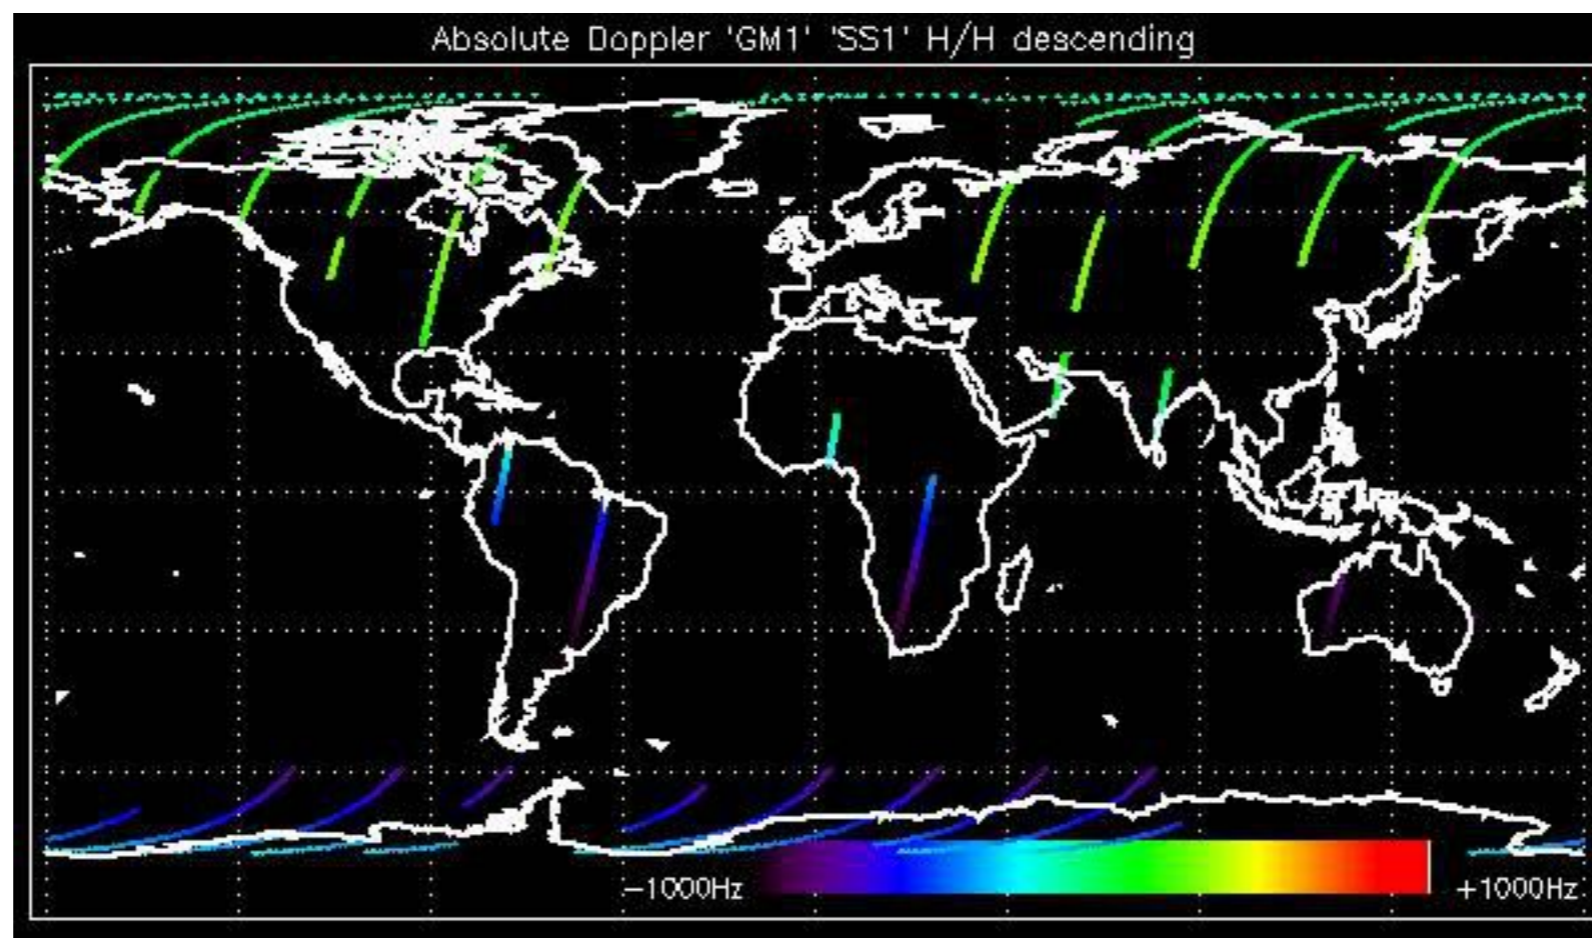 Absolute Doppler 'GM1' 'SS1' H/H descending
-1000Hz +1000Hz